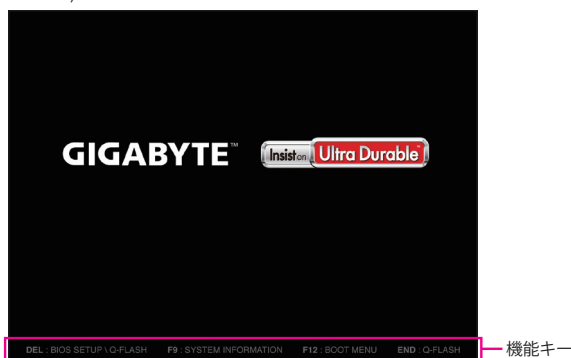 GIGABYTE™
Insist on Ultra Durable™
DEL : BIOS SETUP \ Q-FLASH F9 : SYSTEM INFORMATION F12 : BOOT MENU END : Q-FLASH
機能キー